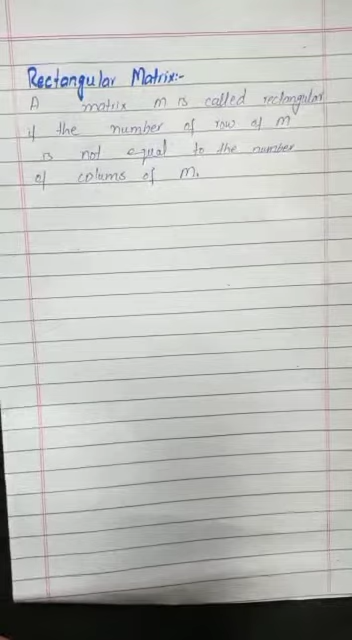 Rectangular Matrix:-
A matrix M is called rectangular
if the number of row of M
is not equal to the number
of colums of M.